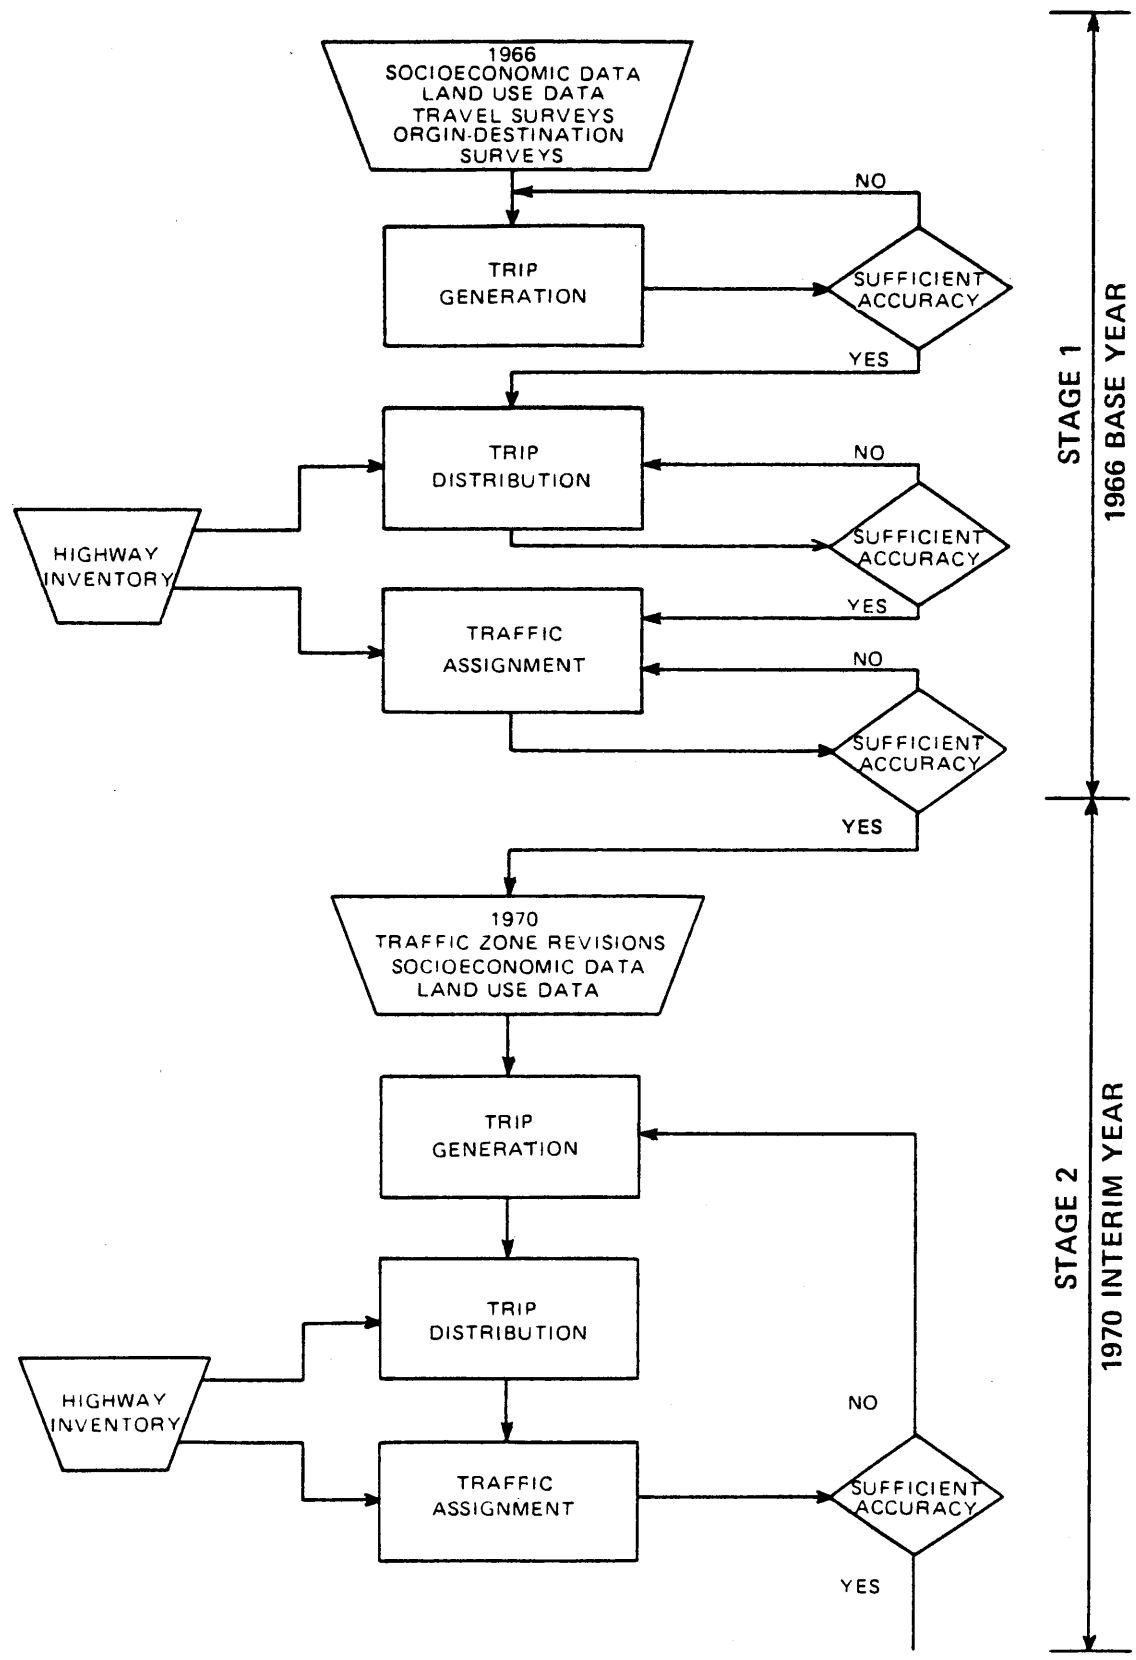 1966
SOCIOECONOMIC DATA
LAND USE DATA
TRAVEL SURVEYS
ORGIN-DESTINATION
SURVEYS
NO
TRIP
GENERATION
SUFFICIENT
ACCURACY
YES
TRIP
DISTRIBUTION
NO
SUFFICIENT
ACCURACY
HIGHWAY
INVENTORY
YES
TRAFFIC
ASSIGNMENT
NO
SUFFICIENT
ACCURACY
YES
STAGE 1
1966 BASE YEAR
1970
TRAFFIC ZONE REVISIONS
SOCIOECONOMIC DATA
LAND USE DATA
TRIP
GENERATION
TRIP
DISTRIBUTION
HIGHWAY
INVENTORY
NO
TRAFFIC
ASSIGNMENT
SUFFICIENT
ACCURACY
YES
STAGE 2
1970 INTERIM YEAR